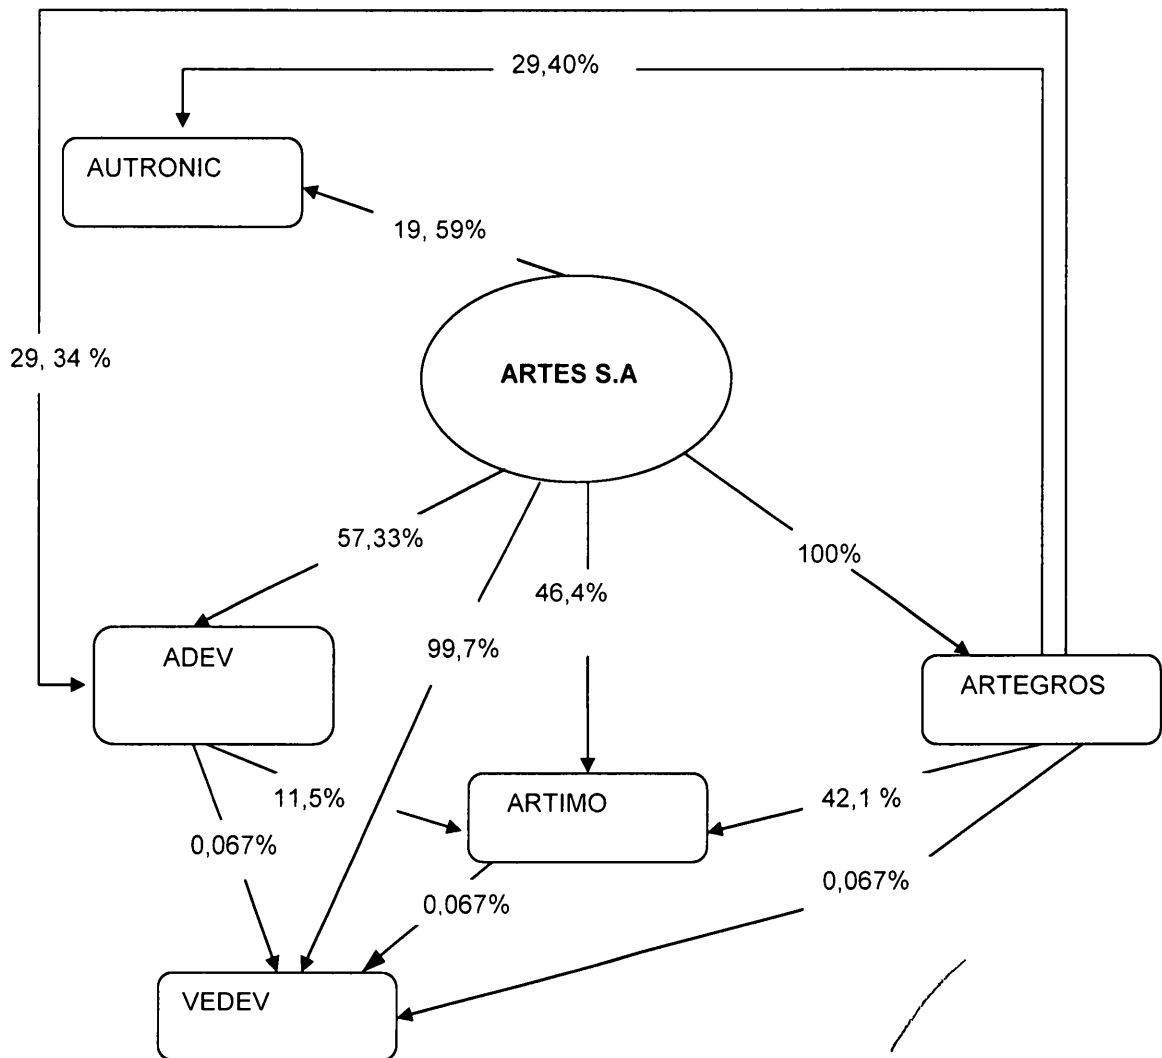 29,40%
AUTRONIC
19, 59%
29, 34 %
ARTES S.A
57,33%
100%
46,4%
99,7%
ADEV
ARTEGROS
11,5%
ARTIMO
42,1 %
0,067%
0,067%
0,067%
VEDEV